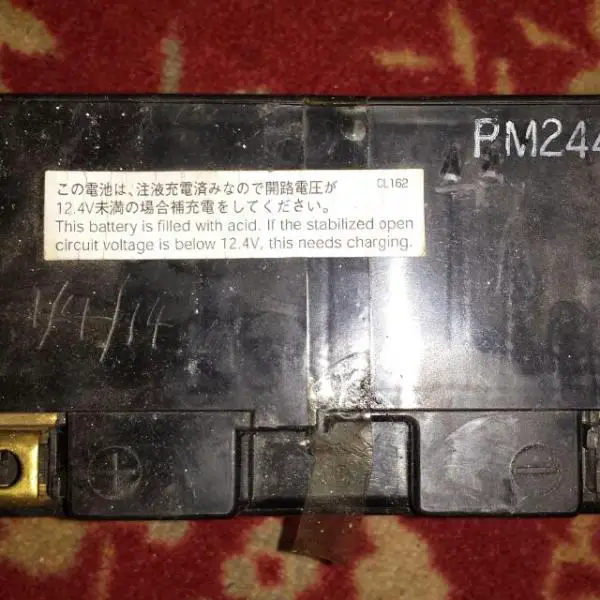 PM244
この電池は、注液充電済みなので開路電圧が CL162
12.4V未満の場合補充電をしてください。
This battery is filled with acid. If the stabilized open
circuit voltage is below 12.4V, this needs charging.
+ −